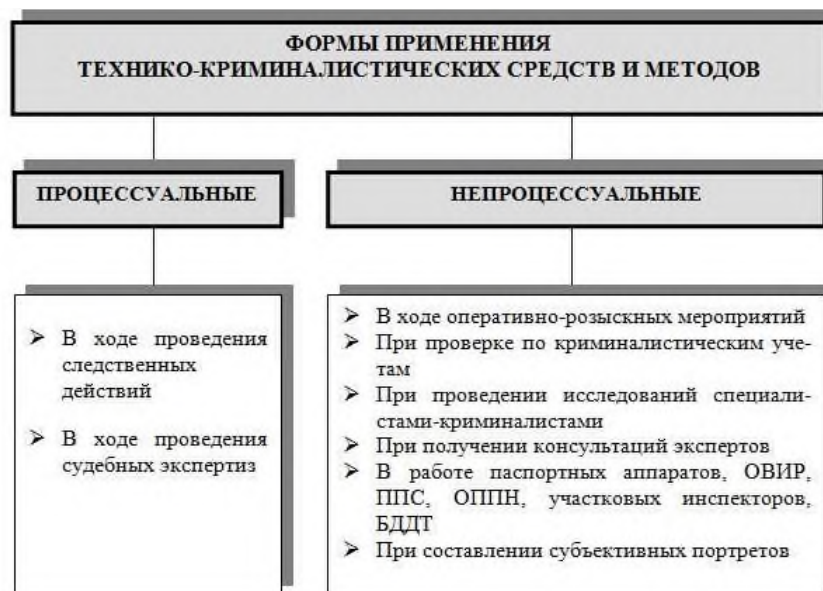 ФОРМЫ ПРИМЕНЕНИЯ
ТЕХНИКО-КРИМИНАЛИСТИЧЕСКИХ СРЕДСТВ И МЕТОДОВ
ПРОЦЕССУАЛЬНЫЕ
НЕПРОЦЕССУАЛЬНЫЕ
➢ В ходе проведения
следственных
действий
➢ В ходе проведения
судебных экспертиз
➢ В ходе оперативно-розыскных мероприятий
➢ При проверке по криминалистическим уче-
там
➢ При проведении исследований специали-
стами-криминалистами
➢ При получении консультаций экспертов
➢ В работе паспортных аппаратов, ОВИР,
ППС, ОППН, участковых инспекторов,
БДДТ
➢ При составлении субъективных портретов